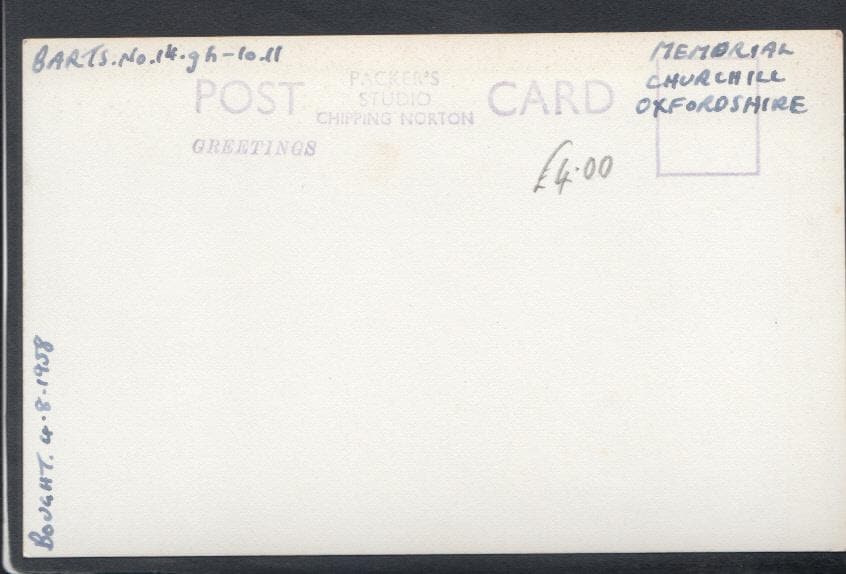 BARTS. No. 14. gh-10.11
MEMORIAL
CHURCHILL
OXFORDSHIRE
POST CARD
PACKER'S
STUDIO
CHIPPING NORTON
GREETINGS
£4.00
BOUGHT. 4.8.1958